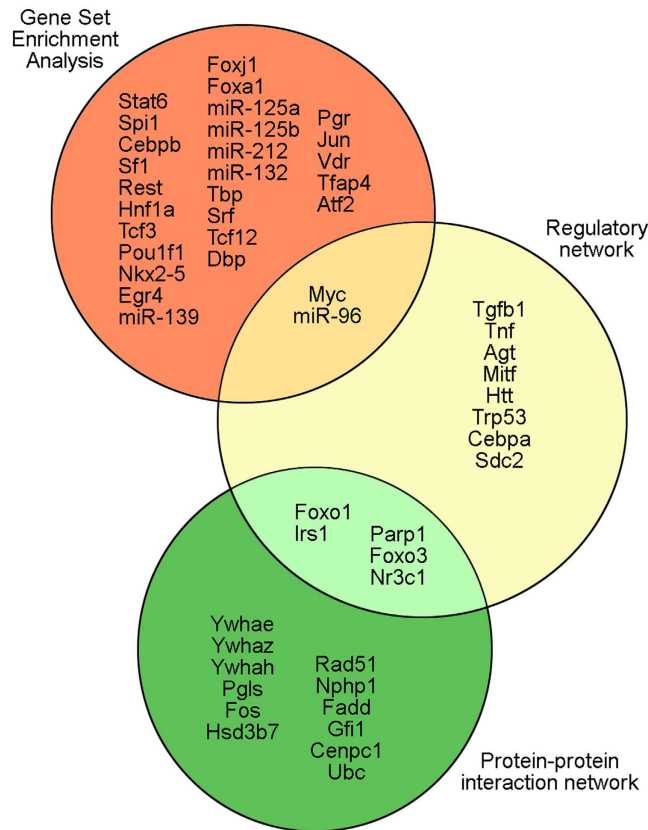 Gene Set
Enrichment
Analysis
Stat6
Spi1
Cebpb
Sf1
Rest
Hnf1a
Tcf3
Pou1f1
Nkx2-5
Egr4
miR-139
Foxj1
Foxa1
miR-125a
miR-125b
miR-212
miR-132
Tbp
Srf
Tcf12
Dbp
Pgr
Jun
Vdr
Tfap4
Atf2
Myc
miR-96
Regulatory
network
Tgfb1
Tnf
Agt
Mitf
Htt
Trp53
Cebpa
Sdc2
Foxo1
Irs1
Parp1
Foxo3
Nr3c1
Ywhae
Ywhaz
Ywhah
Pgls
Fos
Hsd3b7
Rad51
Nphp1
Fadd
Gfi1
Cenpc1
Ubc
Protein-protein
interaction network